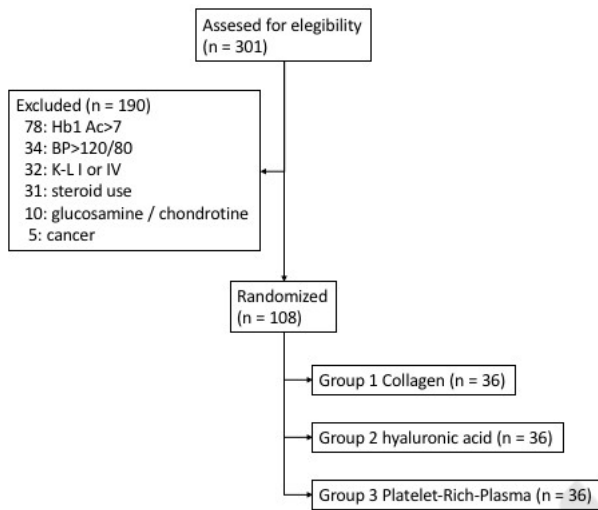 Assesed for elegibility
(n = 301)
Excluded (n = 190)
78: Hb1 Ac>7
34: BP>120/80
32: K-L I or IV
31: steroid use
10: glucosamine / chondrotine
5: cancer
Randomized
(n = 108)
Group 1 Collagen (n = 36)
Group 2 hyaluronic acid (n = 36)
Group 3 Platelet-Rich-Plasma (n = 36)